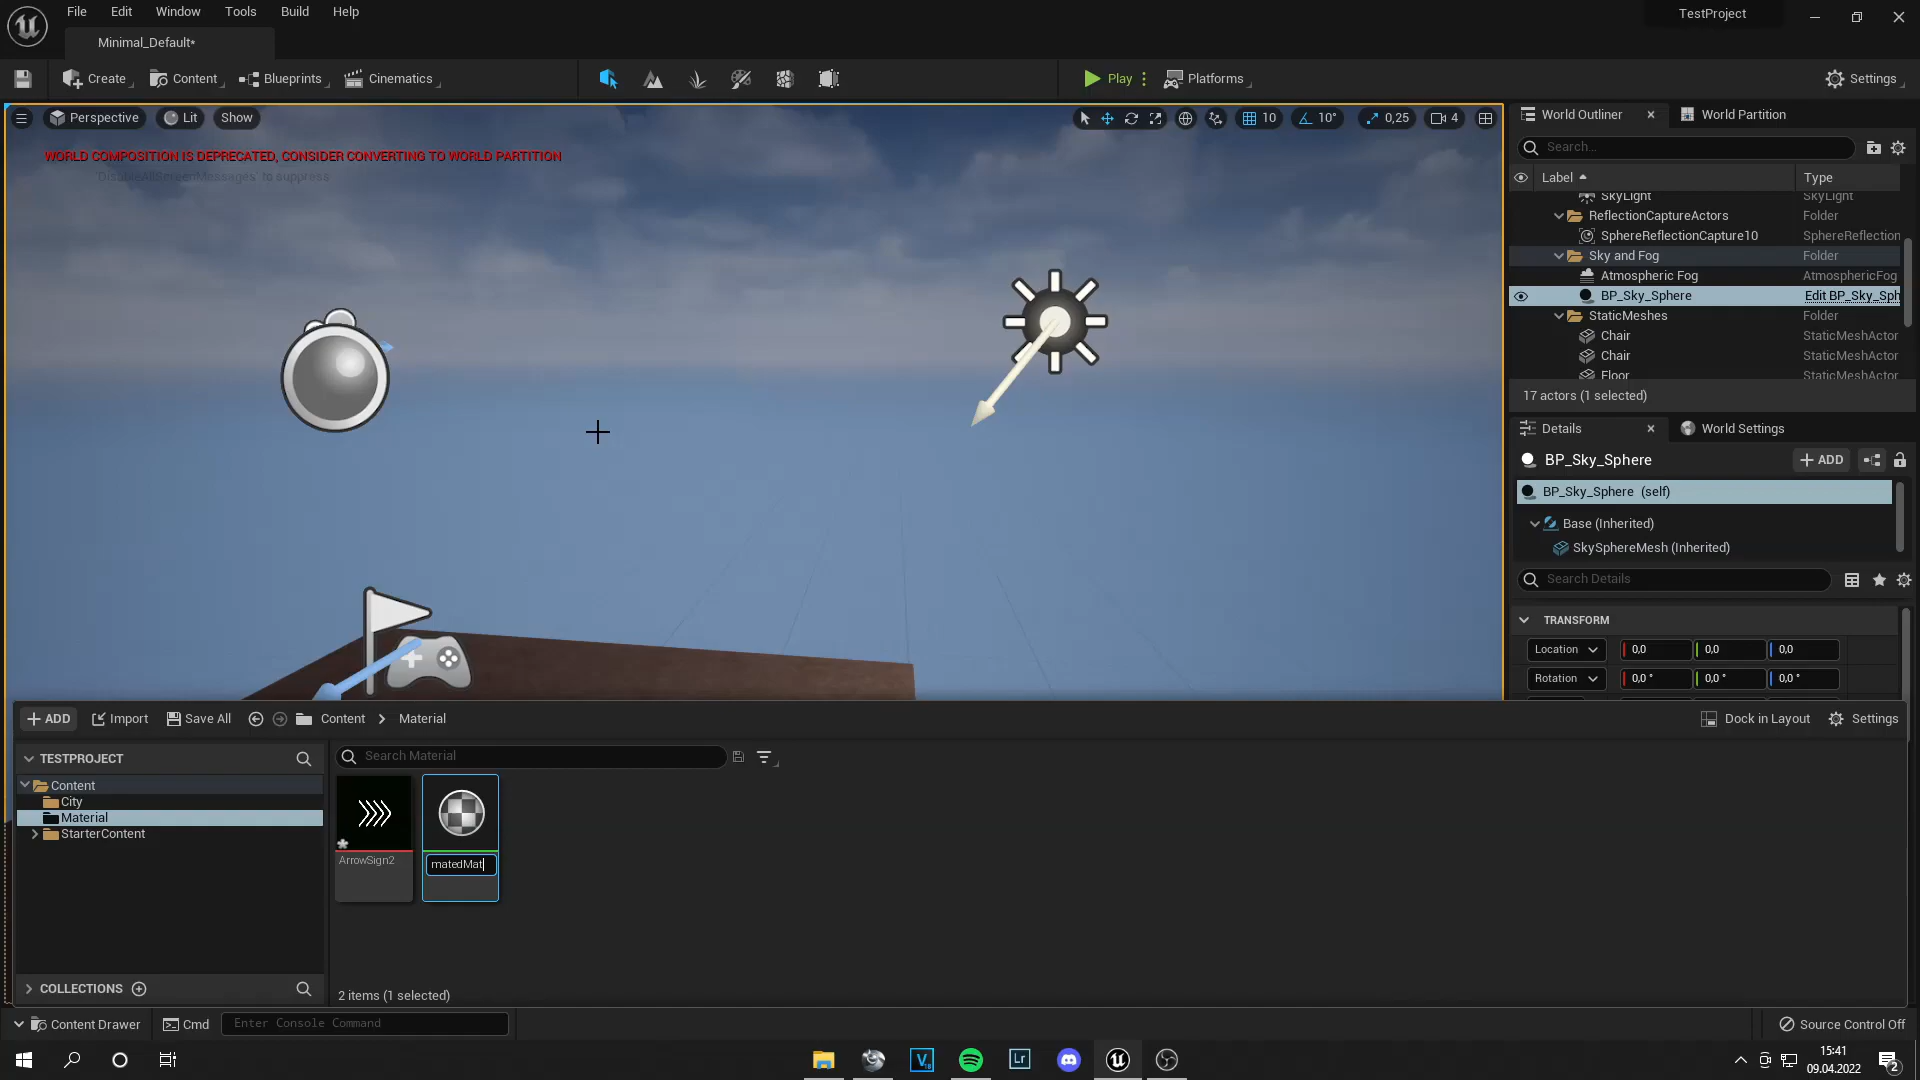 File Edit Window Tools Build Help
TestProject
Minimal_Default*
Create Content Blueprints Cinematics Play Platforms Settings
Perspective Lit Show 10 10° 0,25 4
WORLD COMPOSITION IS DEPRECATED, CONSIDER CONVERTING TO WORLD PARTITION
'DisableAllScreenMessages' to suppress
World Outliner World Partition
Search...
Label Type
SkyLight SkyLight
ReflectionCaptureActors Folder
SphereReflectionCapture10 SphereReflection
Sky and Fog Folder
Atmospheric Fog AtmosphericFog
BP_Sky_Sphere Edit BP_Sky_Sph
StaticMeshes Folder
Chair StaticMeshActor
Chair StaticMeshActor
Floor StaticMeshActor
17 actors (1 selected)
Details World Settings
BP_Sky_Sphere ADD
BP_Sky_Sphere (self)
Base (Inherited)
SkySphereMesh (Inherited)
Search Details
TRANSFORM
Location 0,0 0,0 0,0
Rotation 0,0 ° 0,0 ° 0,0 °
ADD Import Save All Content Material Dock in Layout Settings
TESTPROJECT
Search Material
Content
City
Material
StarterContent
ArrowSign2
matedMat
COLLECTIONS
2 items (1 selected)
Content Drawer Cmd Enter Console Command Source Control Off
V
18
Lr
15:41
09.04.2022
2